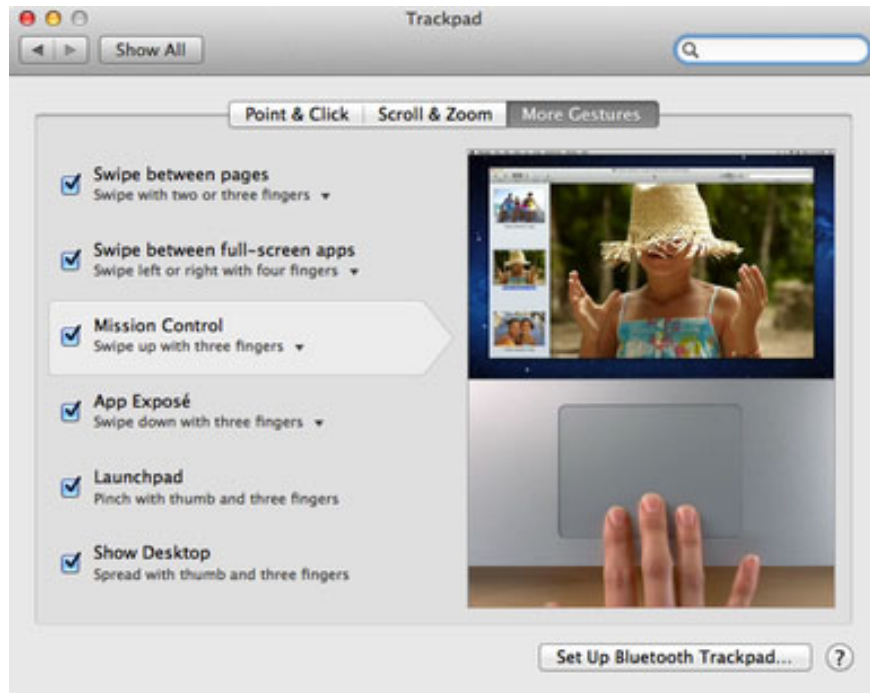 Trackpad
Show All
Point & Click
Scroll & Zoom
More Gestures
Swipe between pages
Swipe with two or three fingers
Swipe between full-screen apps
Swipe left or right with four fingers
Mission Control
Swipe up with three fingers
App Exposé
Swipe down with three fingers
Launchpad
Pinch with thumb and three fingers
Show Desktop
Spread with thumb and three fingers
Set Up Bluetooth Trackpad...
?